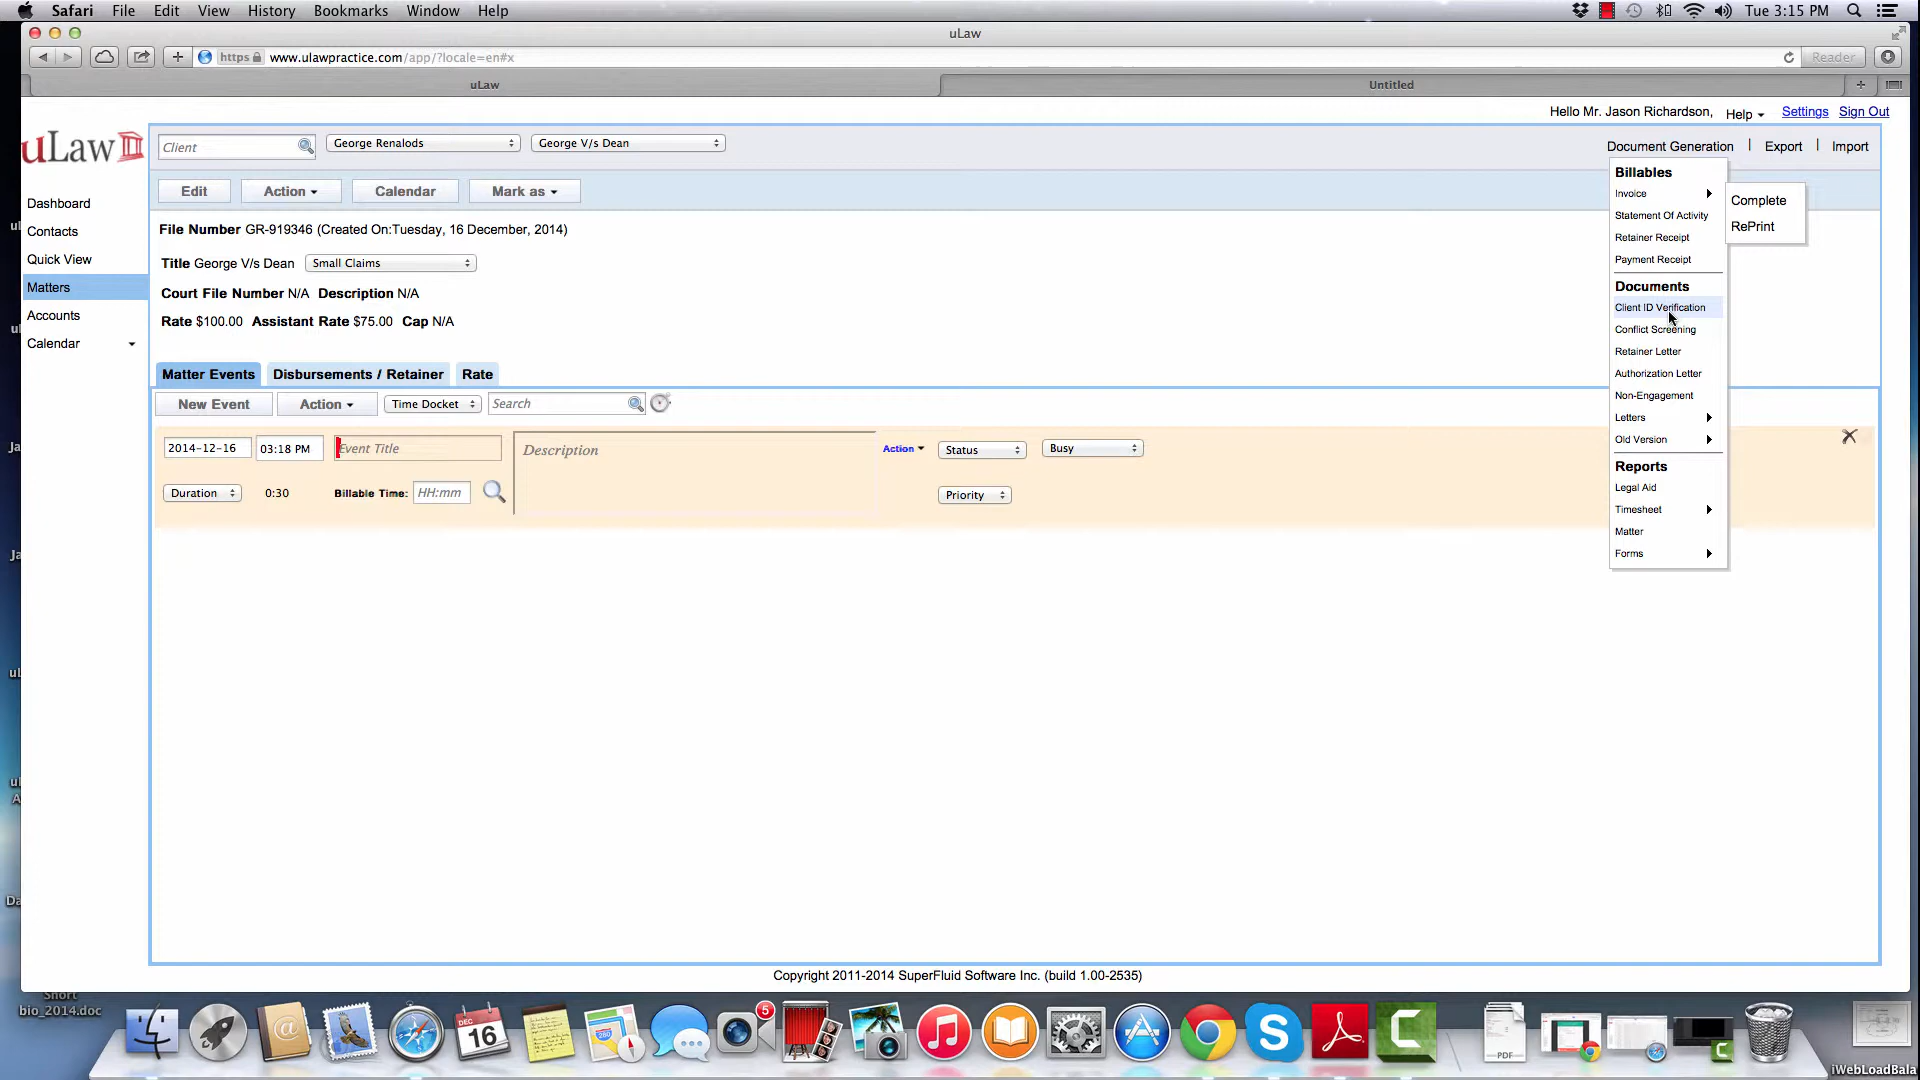 Safari File Edit View History Bookmarks Window Help Tue 3:15 PM
uLaw
https www.ulawpractice.com/app/?locale=en#x Reader
uLaw Untitled
Hello Mr. Jason Richardson, Help Settings Sign Out
uLaw
Client George Renalods George V/s Dean Document Generation | Export | Import
Edit Action Calendar Mark as
Dashboard
Contacts
Quick View
Matters
Accounts
Calendar
File Number GR-919346 (Created On:Tuesday, 16 December, 2014)
Title George V/s Dean Small Claims
Court File Number N/A Description N/A
Rate $100.00 Assistant Rate $75.00 Cap N/A
Matter Events Disbursements / Retainer Rate
New Event Action Time Docket Search
2014-12-16 03:18 PM Event Title Description Action Status Busy
Duration 0:30 Billable Time: HH:mm Priority
Billables
Invoice
Statement Of Activity
Retainer Receipt
Payment Receipt
Complete
RePrint
Documents
Client ID Verification
Conflict Screening
Retainer Letter
Authorization Letter
Non-Engagement
Letters
Old Version
Reports
Legal Aid
Timesheet
Matter
Forms
Copyright 2011-2014 SuperFluid Software Inc. (build 1.00-2535)
bio_2014.doc
DEC
16
5
280
PDF
iWebLoadBala